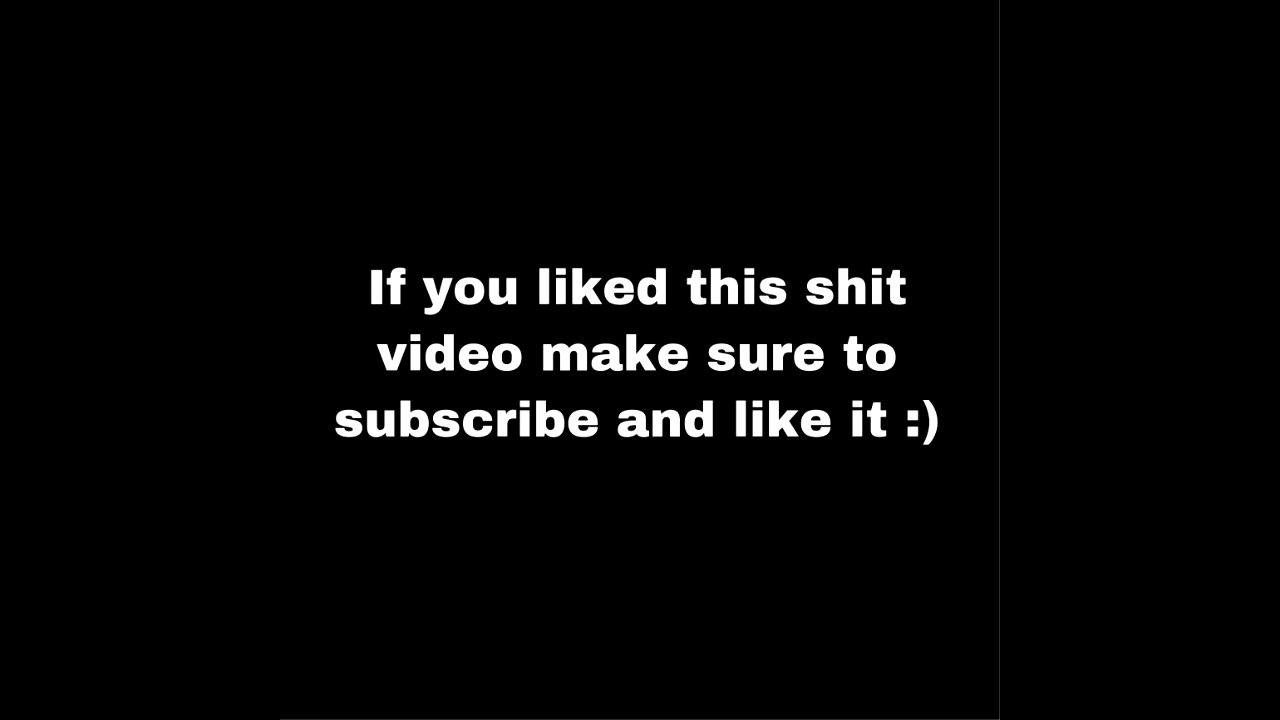 If you liked this shit
video make sure to
subscribe and like it :)